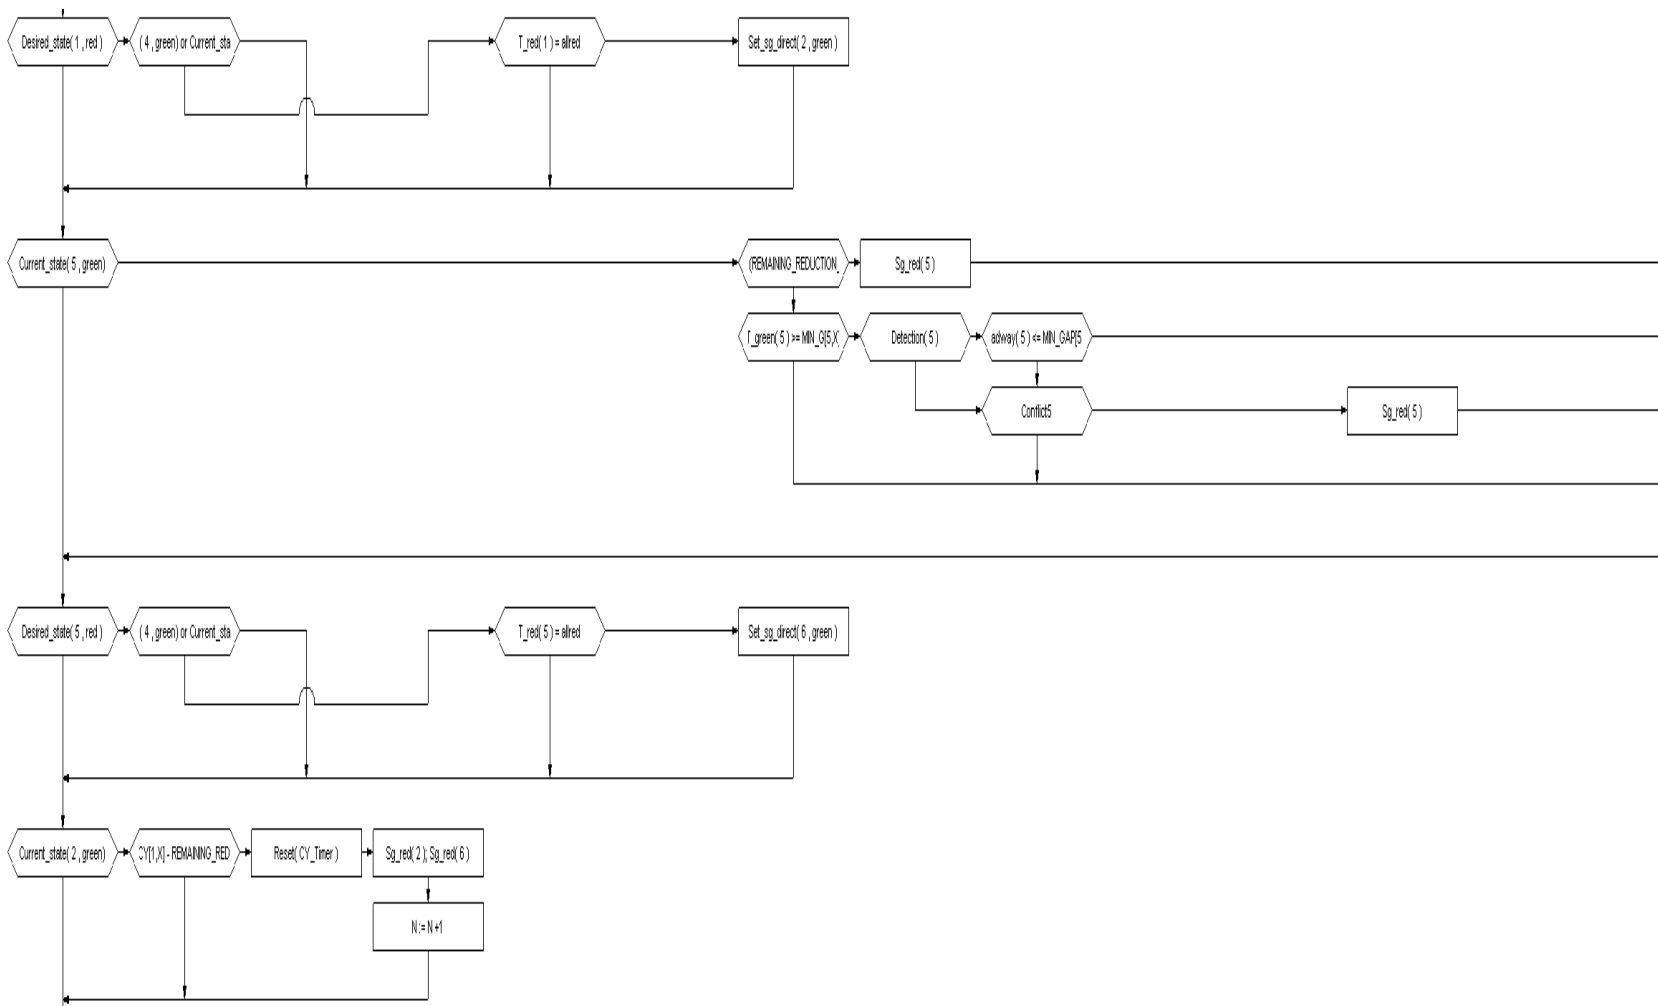 Desired_state( 1 , red )
( 4 , green) or Current_sta
T_red( 1 ) = allred
Set_sg_direct( 2 , green )
Current_state( 5 , green)
(REMAINING_REDUCTION_
Sg_red( 5 )
T_green( 5 ) >= MIN_G[5,X]
Detection( 5 )
adway( 5 ) <= MIN_GAP[5
Conflict5
Sg_red( 5 )
Desired_state( 5 , red )
( 4 , green) or Current_sta
T_red( 5 ) = allred
Set_sg_direct( 6 , green )
Current_state( 2 , green)
CY[1,X] - REMAINING_RED
Reset( CY_Timer )
Sg_red( 2 ); Sg_red( 6 )
N := N +1